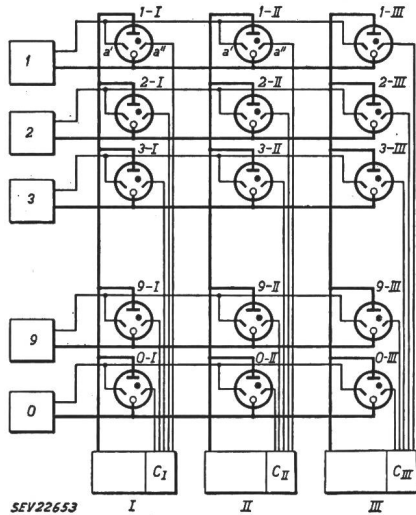 1-I 1-II 1-III
1 a' a" a' a"
2-I 2-II 2-III
2
3-I 3-II 3-III
3
9-I 9-II 9-III
9
0-I 0-II 0-III
0
C_I C_II C_III
SEV22653 I II III